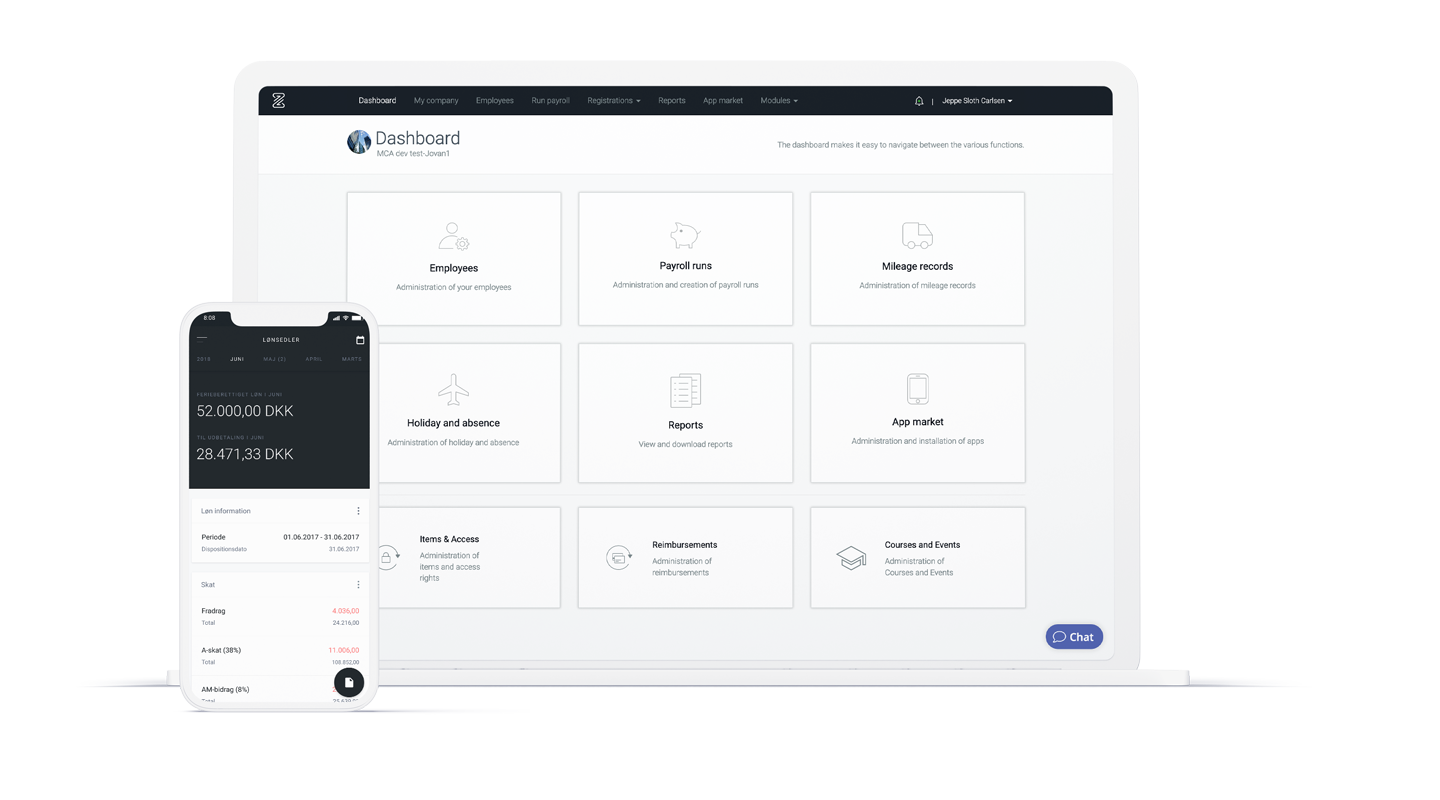 Dashboard
My company
Employees
Run payroll
Registrations
Reports
App market
Modules
Jeppe Sloth Carlsen
Dashboard
MCA dev test-Jovan1
The dashboard makes it easy to navigate between the various functions.
Employees
Administration of your employees
Payroll runs
Administration and creation of payroll runs
Mileage records
Administration of mileage records
Holiday and absence
Administration of holiday and absence
Reports
View and download reports
App market
Administration and installation of apps
Items & Access
Administration of
items and access
rights
Reimbursements
Administration of
reimbursements
Courses and Events
Administration of
Courses and Events
Chat
8:08
LØNSEDLER
2019 JUNI MAJ (2) APRIL MARTS
FERIEBERETTIGET LØN I JUNI
52.000,00 DKK
TIL UDBETALING I JUNI
28.471,33 DKK
Løn information
Periode 01.06.2017 - 31.06.2017
Dispositionsdato 31.06.2017
Skat
Fradrag 4.036,00
Total 24.216,00
A-skat (38%) 11.006,00
Total 108.852,00
AM-bidrag (8%)
Total